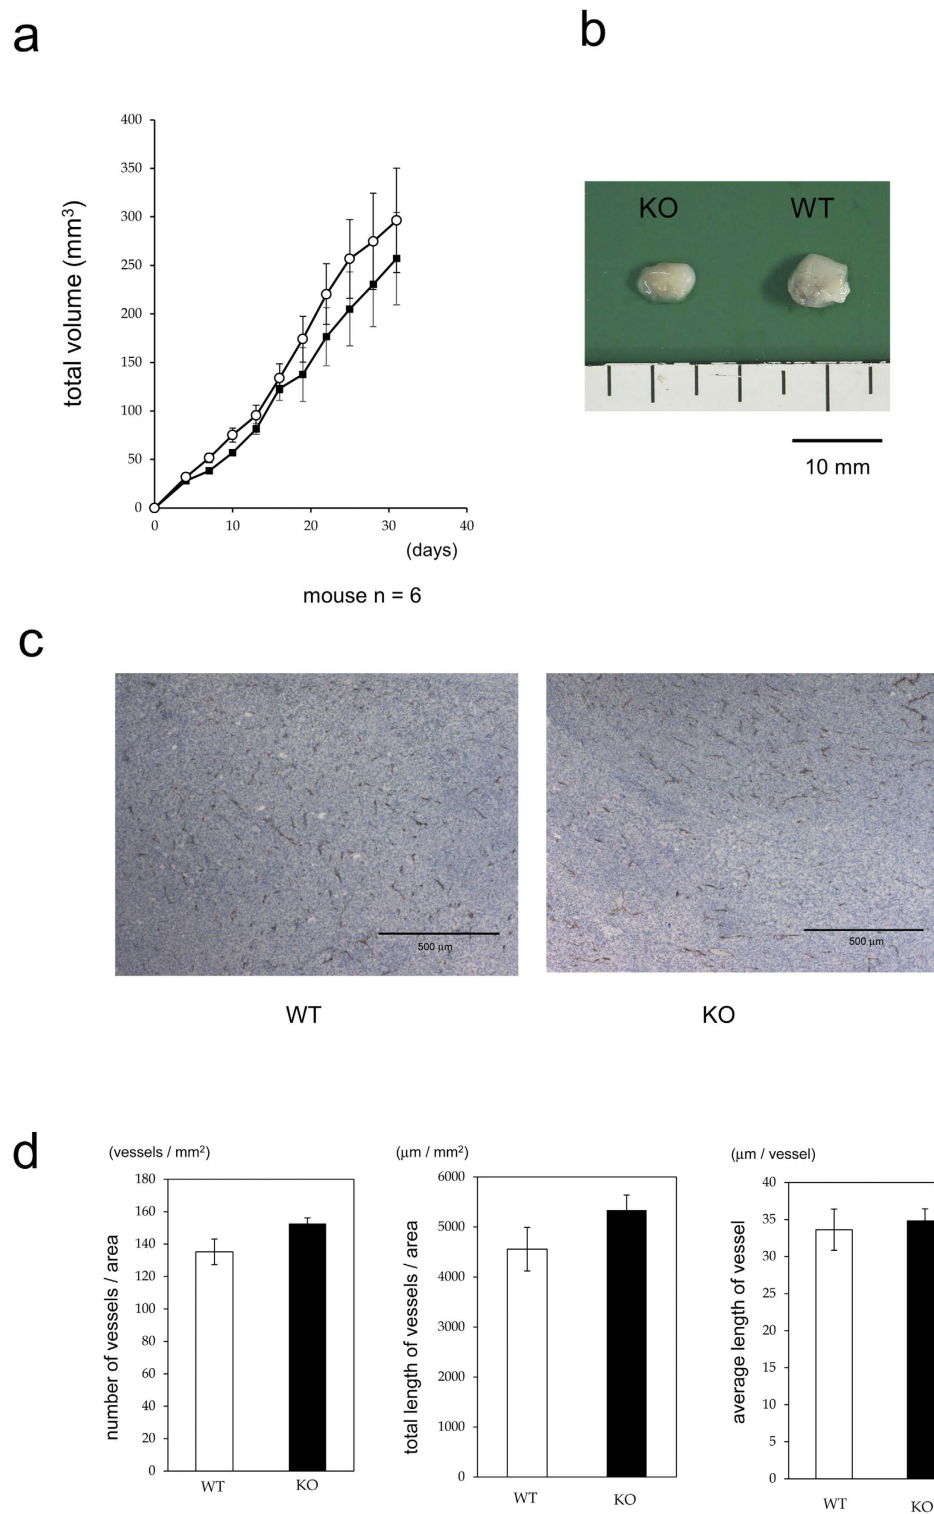 a
b
400
350
300
250
200
150
100
50
0
total volume (mm³)
0 10 20 30 40
(days)
mouse n = 6
KO WT
10 mm
c
500 µm
500 µm
WT
KO
d
(vessels / mm²)
180
160
140
120
100
80
60
40
20
0
number of vessels / area
WT KO
(µm / mm²)
6000
5000
4000
3000
2000
1000
0
total length of vessels / area
WT KO
(µm / vessel)
40
35
30
25
20
15
10
5
0
average length of vessel
WT KO